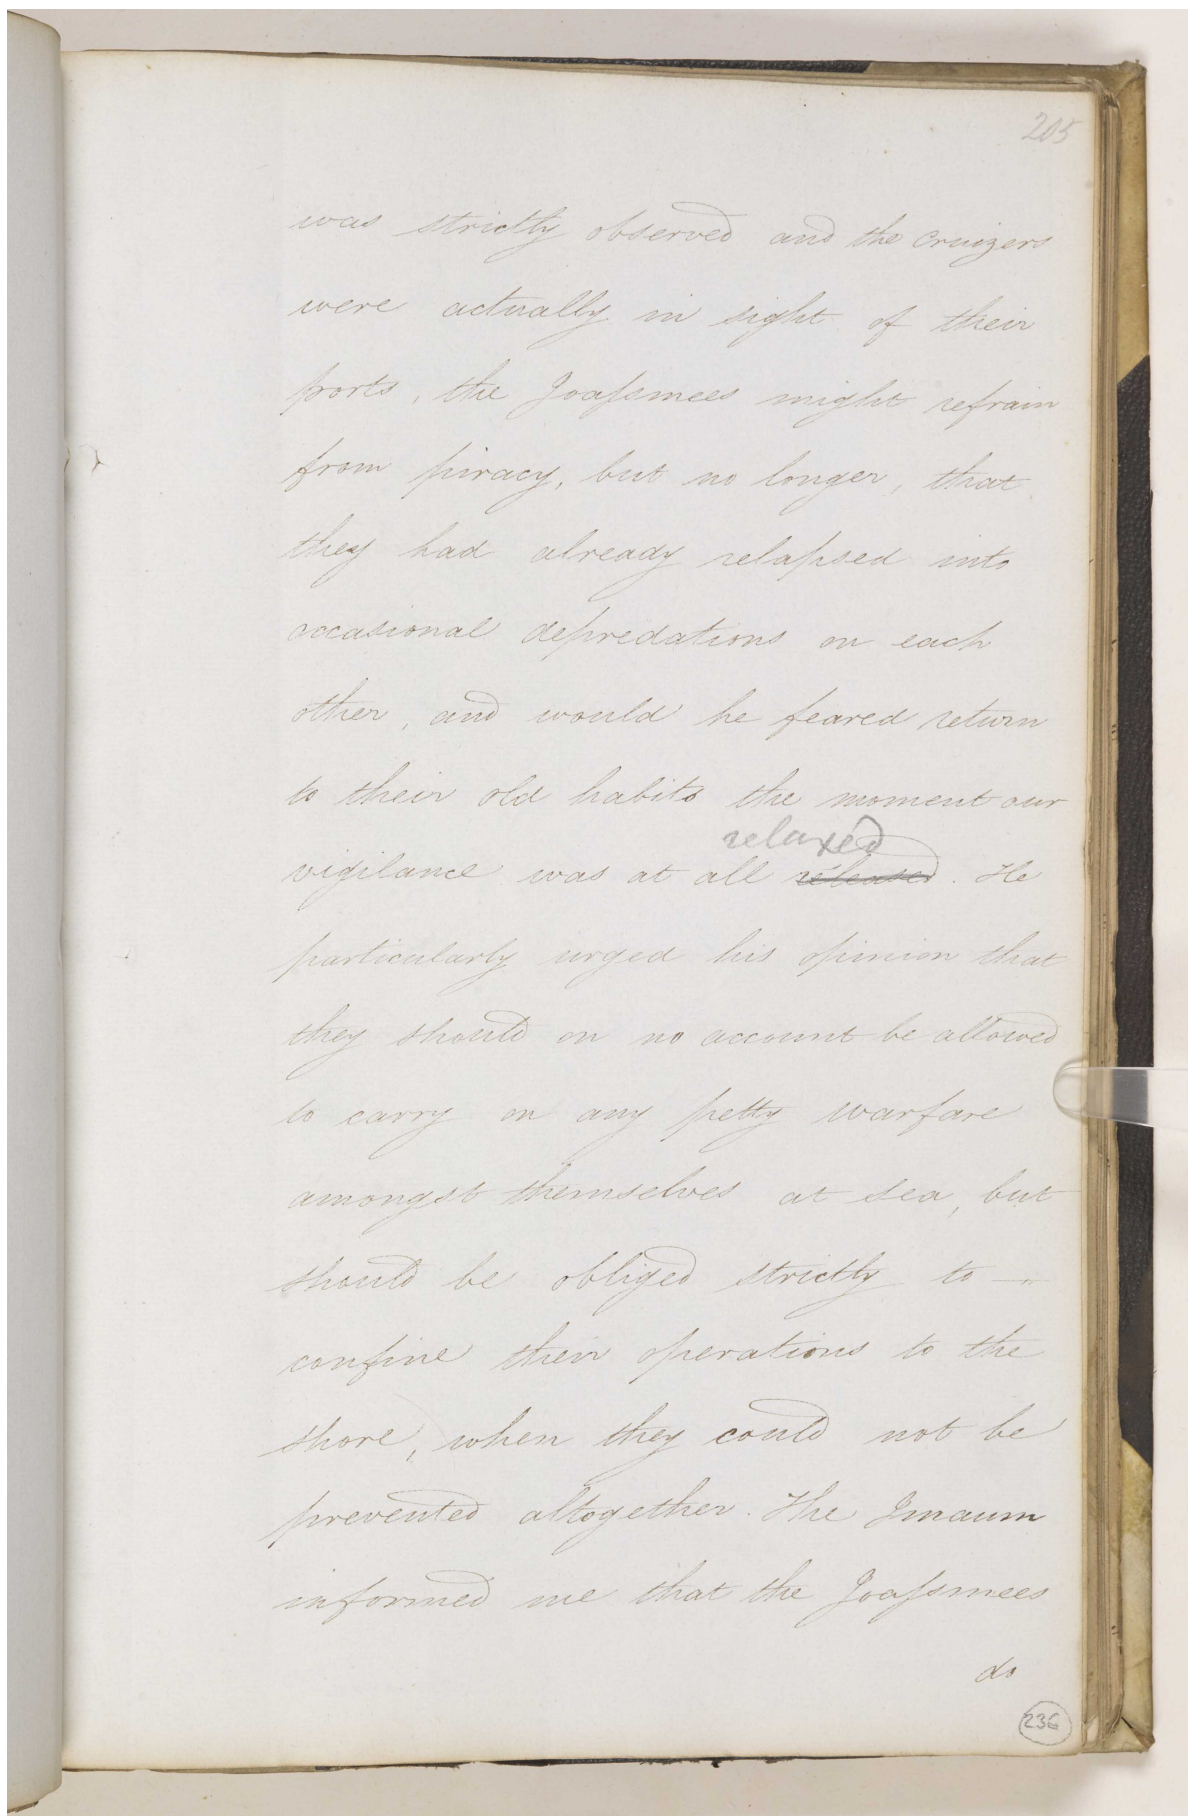 205
was strictly observed and the Cruizers
were actually in sight of their
ports, the Joassmees might refrain
from piracy, but no longer, that
they had already relapsed into
occasional depredations on each
other, and would he feared return
to their old habits the moment our
relaxed
vigilance was at all released. He
particularly urged his opinion that
they should on no account be allowed
to carry on any petty warfare
amongst themselves at sea, but
should be obliged strictly to
confine their operations to the
shore, when they could not be
prevented altogether. The Imaum
informed me that the Joassmees
do
236